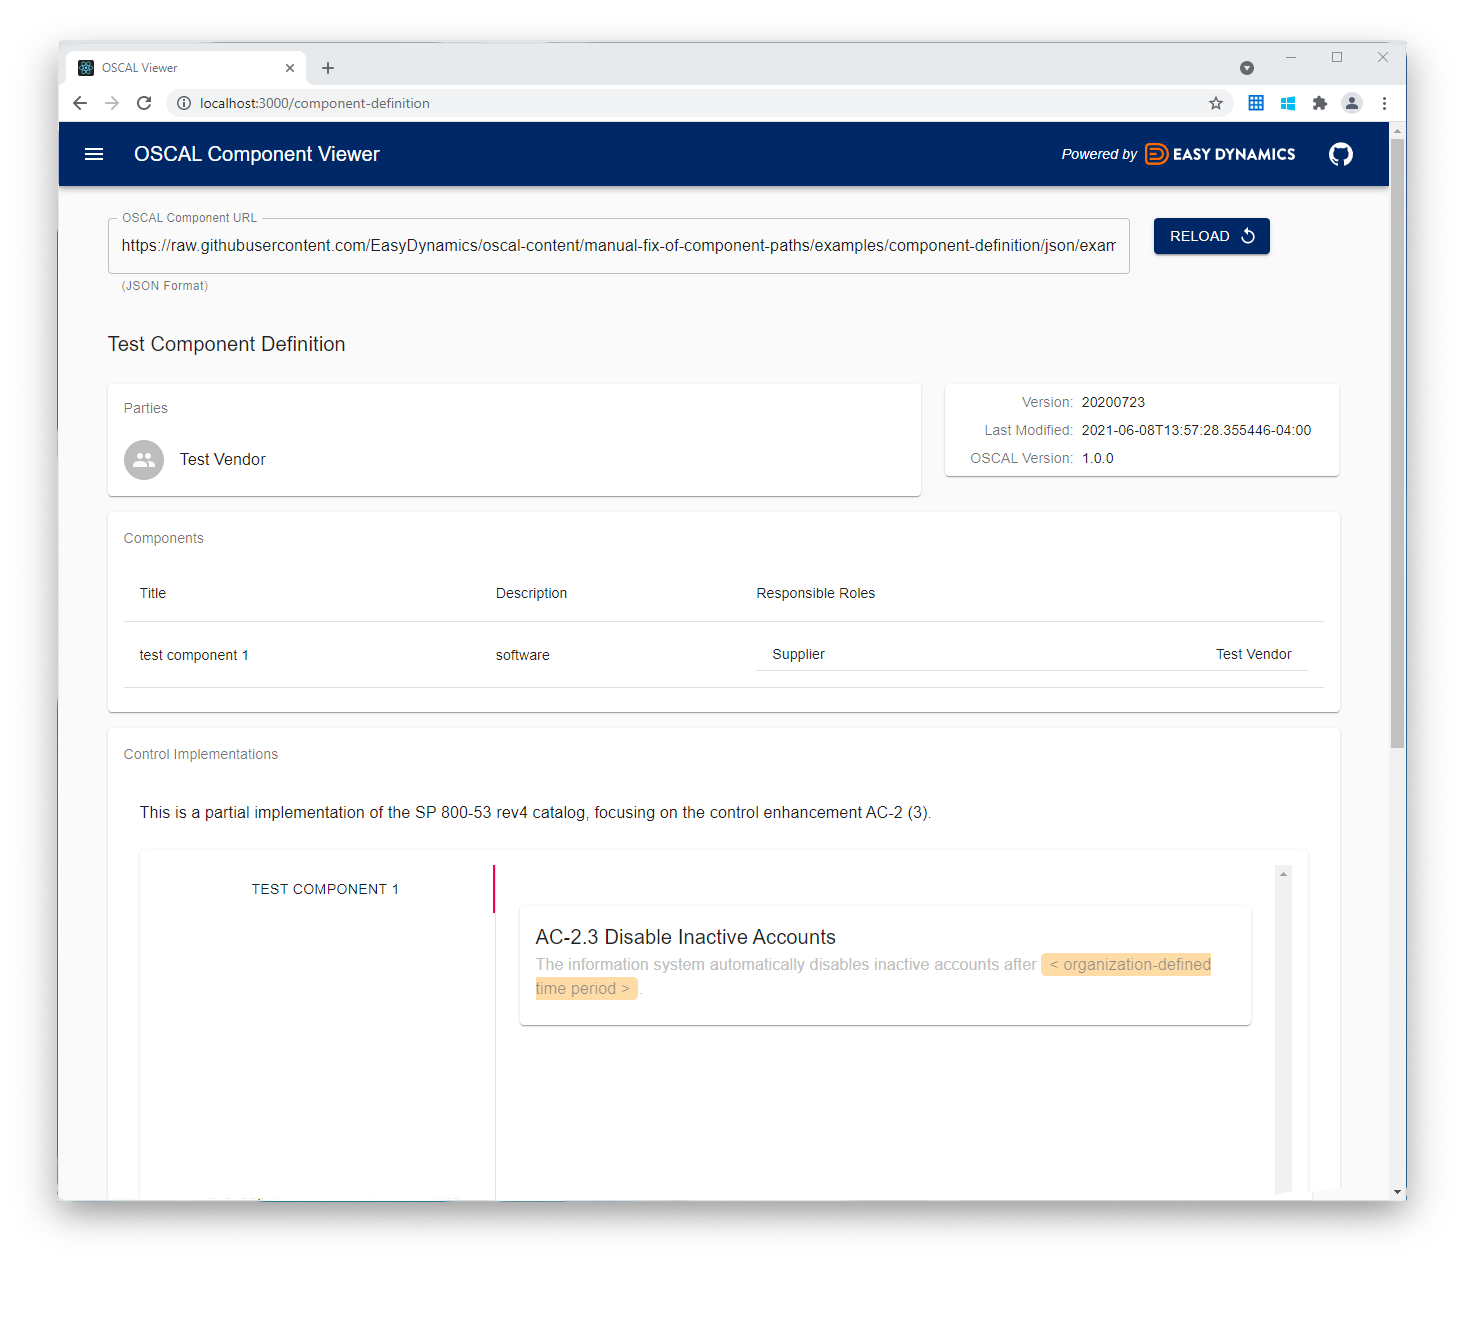 OSCAL Viewer
localhost:3000/component-definition
OSCAL Component Viewer
Powered by EASY DYNAMICS
OSCAL Component URL
https://raw.githubusercontent.com/EasyDynamics/oscal-content/manual-fix-of-component-paths/examples/component-definition/json/exam
RELOAD
(JSON Format)
Test Component Definition
Parties
Test Vendor
Version: 20200723
Last Modified: 2021-06-08T13:57:28.355446-04:00
OSCAL Version: 1.0.0
Components
Title Description Responsible Roles
test component 1 software Supplier Test Vendor
Control Implementations
This is a partial implementation of the SP 800-53 rev4 catalog, focusing on the control enhancement AC-2 (3).
TEST COMPONENT 1
AC-2.3 Disable Inactive Accounts
The information system automatically disables inactive accounts after < organization-defined
time period > .